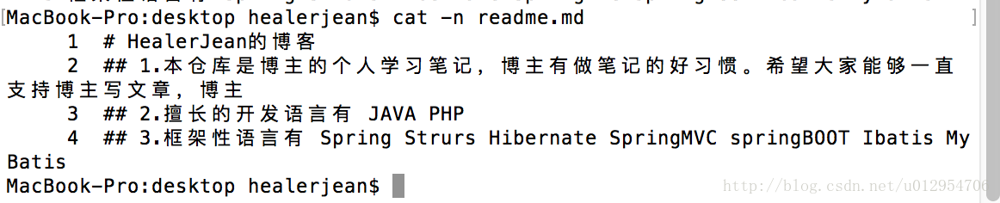 [MacBook-Pro:desktop healerjean$ cat -n readme.md ]
1 # HealerJean的博客
2 ## 1.本仓库是博主的个人学习笔记，博主有做笔记的好习惯。希望大家能够一直
支持博主写文章，博主
3 ## 2.擅长的开发语言有 JAVA PHP
4 ## 3.框架性语言有 Spring Strurs Hibernate SpringMVC springBOOT Ibatis My
Batis
MacBook-Pro:desktop healerjean$
http://blog.csdn.net/u012954706